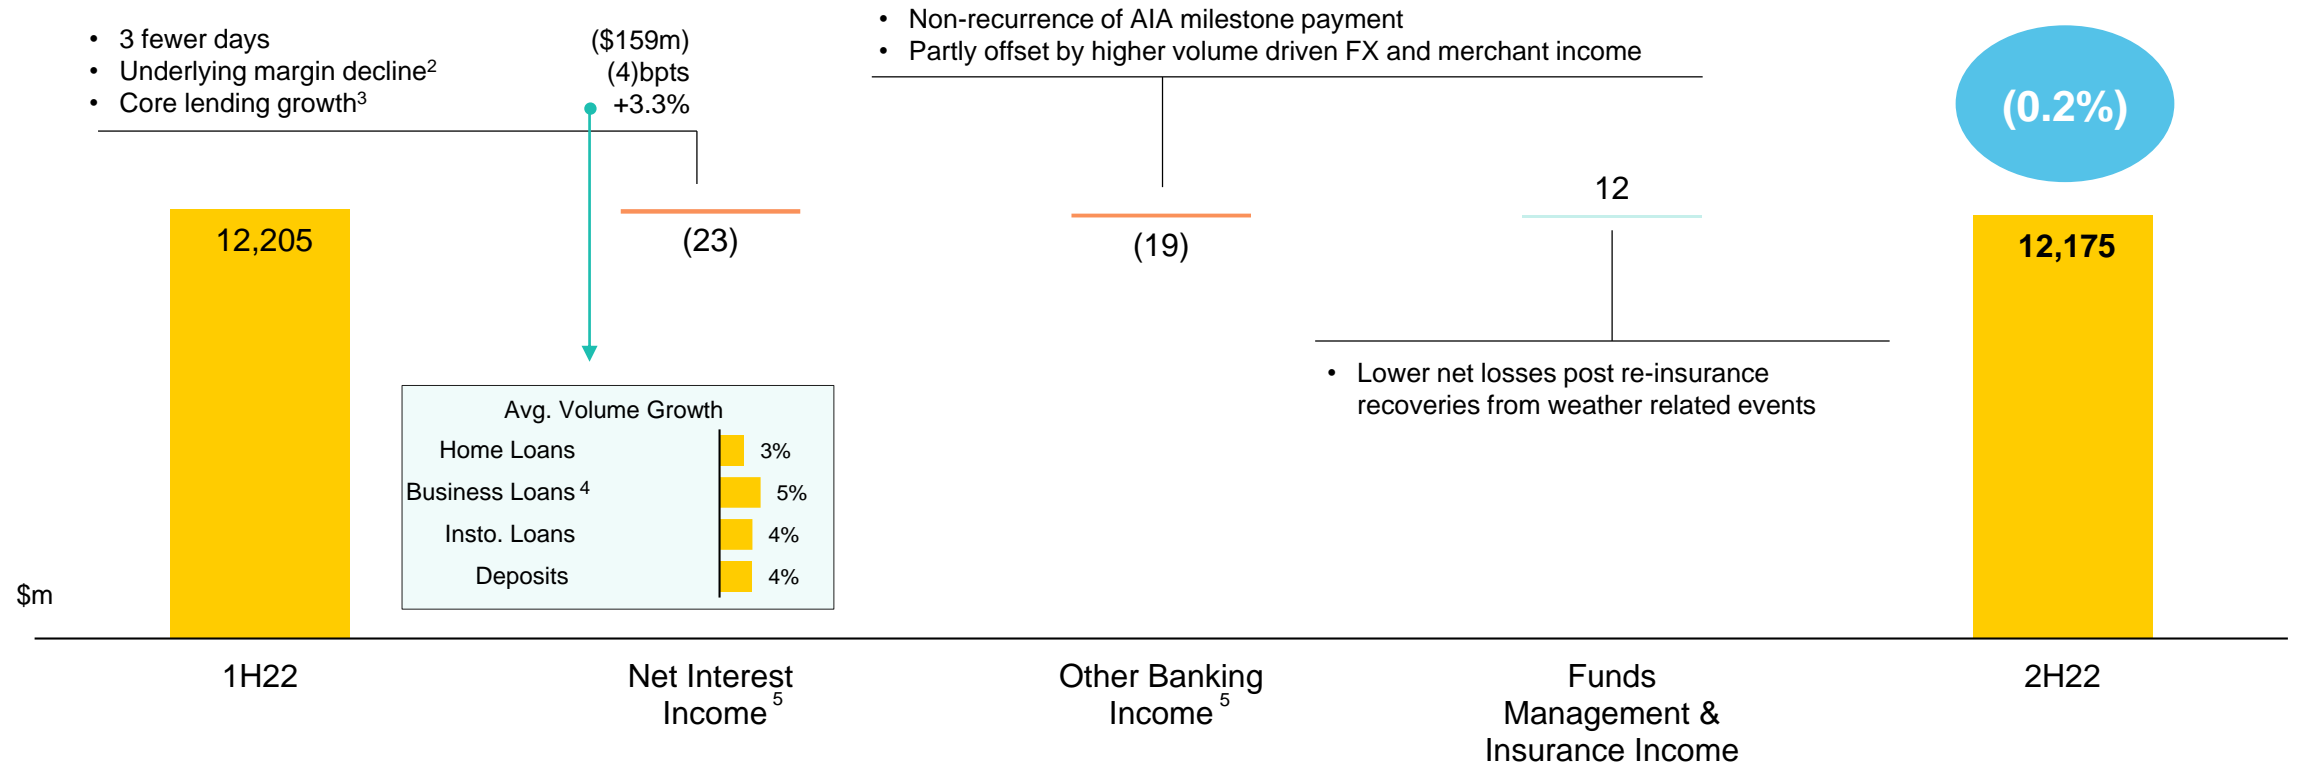 • 3 fewer days ($159m)
• Underlying margin decline² (4)bpts
• Core lending growth³ +3.3%
• Non-recurrence of AIA milestone payment
• Partly offset by higher volume driven FX and merchant income
(0.2%)
12,205
(23)
(19)
12
12,175
• Lower net losses post re-insurance
recoveries from weather related events
Avg. Volume Growth
Home Loans 3%
Business Loans ⁴ 5%
Insto. Loans 4%
Deposits 4%
$m
1H22
Net Interest
Income ⁵
Other Banking
Income ⁵
Funds
Management &
Insurance Income
2H22